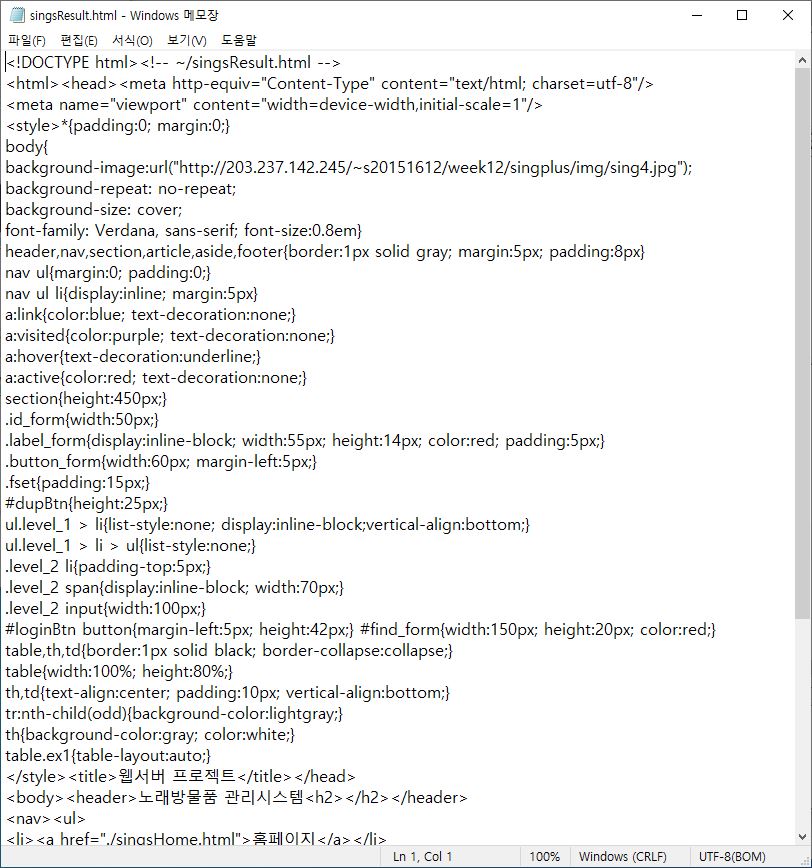 singsResult.html - Windows 메모장
파일(F) 편집(E) 서식(O) 보기(V) 도움말
<!DOCTYPE html><!-- ~/singsResult.html -->
<html><head><meta http-equiv="Content-Type" content="text/html; charset=utf-8"/>
<meta name="viewport" content="width=device-width,initial-scale=1"/>
<style>*{padding:0; margin:0;}
body{
background-image:url("http://203.237.142.245/~s20151612/week12/singplus/img/sing4.jpg");
background-repeat: no-repeat;
background-size: cover;
font-family: Verdana, sans-serif; font-size:0.8em}
header,nav,section,article,aside,footer{border:1px solid gray; margin:5px; padding:8px}
nav ul{margin:0; padding:0;}
nav ul li{display:inline; margin:5px}
a:link{color:blue; text-decoration:none;}
a:visited{color:purple; text-decoration:none;}
a:hover{text-decoration:underline;}
a:active{color:red; text-decoration:none;}
section{height:450px;}
.id_form{width:50px;}
.label_form{display:inline-block; width:55px; height:14px; color:red; padding:5px;}
.button_form{width:60px; margin-left:5px;}
.fset{padding:15px;}
#dupBtn{height:25px;}
ul.level_1 > li{list-style:none; display:inline-block;vertical-align:bottom;}
ul.level_1 > li > ul{list-style:none;}
.level_2 li{padding-top:5px;}
.level_2 span{display:inline-block; width:70px;}
.level_2 input{width:100px;}
#loginBtn button{margin-left:5px; height:42px;} #find_form{width:150px; height:20px; color:red;}
table,th,td{border:1px solid black; border-collapse:collapse;}
table{width:100%; height:80%;}
th,td{text-align:center; padding:10px; vertical-align:bottom;}
tr:nth-child(odd){background-color:lightgray;}
th{background-color:gray; color:white;}
table.ex1{table-layout:auto;}
</style><title>웹서버 프로젝트</title></head>
<body><header>노래방물품 관리시스템<h2></h2></header>
<nav><ul>
<li><a href="./singsHome.html">홈페이지</a></li>
Ln 1, Col 1 100% Windows (CRLF) UTF-8(BOM)